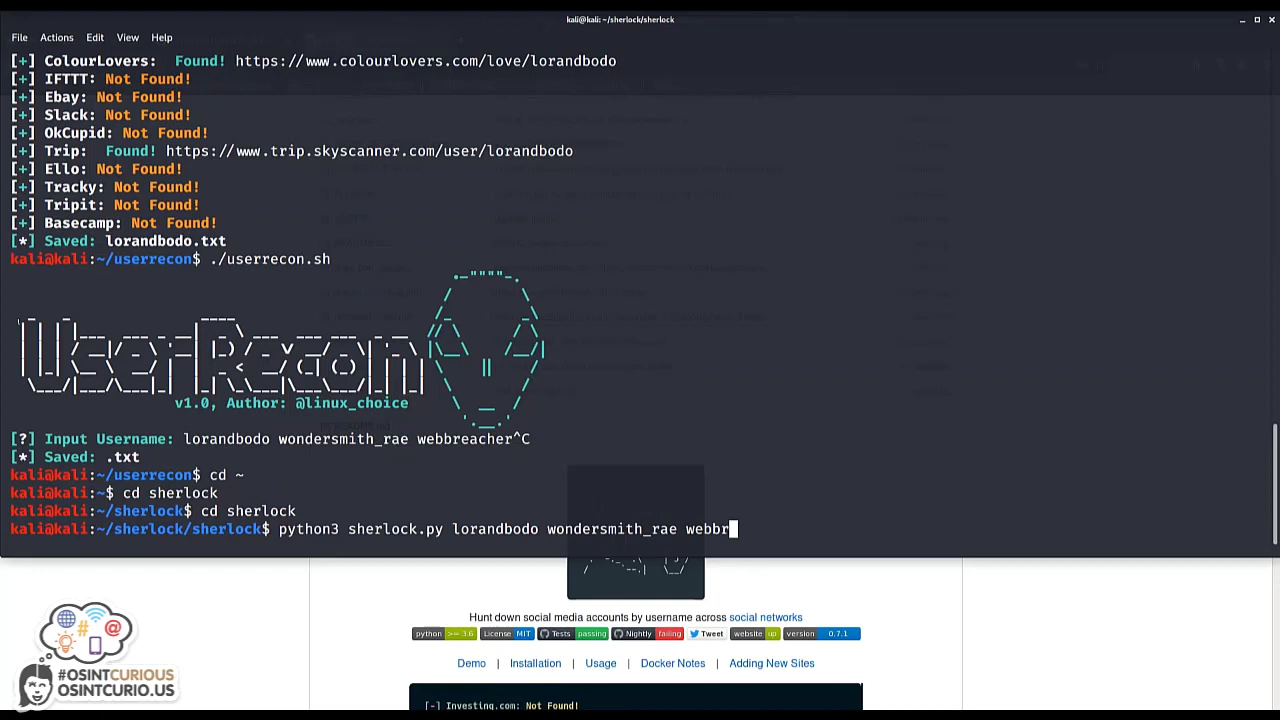 kali@kali: ~/sherlock/sherlock
File Actions Edit View Help
[+] ColourLovers: Found! https://www.colourlovers.com/love/lorandbodo
[+] IFTTT: Not Found!
[+] Ebay: Not Found!
[+] Slack: Not Found!
[+] OkCupid: Not Found!
[+] Trip: Found! https://www.trip.skyscanner.com/user/lorandbodo
[+] Ello: Not Found!
[+] Tracky: Not Found!
[+] Tripit: Not Found!
[+] Basecamp: Not Found!
[*] Saved: lorandbodo.txt
kali@kali:~/userrecon$ ./userrecon.sh
UserRecon
v1.0, Author: @linux_choice
[?] Input Username: lorandbodo wondersmith_rae webbreacher^C
[*] Saved: .txt
kali@kali:~/userrecon$ cd ~
kali@kali:~$ cd sherlock
kali@kali:~/sherlock$ cd sherlock
kali@kali:~/sherlock/sherlock$ python3 sherlock.py lorandbodo wondersmith_rae webbr
Hunt down social media accounts by username across social networks
python >= 3.6 License MIT Tests passing Nightly failing Tweet website up version 0.7.1
Demo | Installation | Usage | Docker Notes | Adding New Sites
[-] Investing.com: Not Found!
#OSINTCURIOUS
OSINTCURIO.US